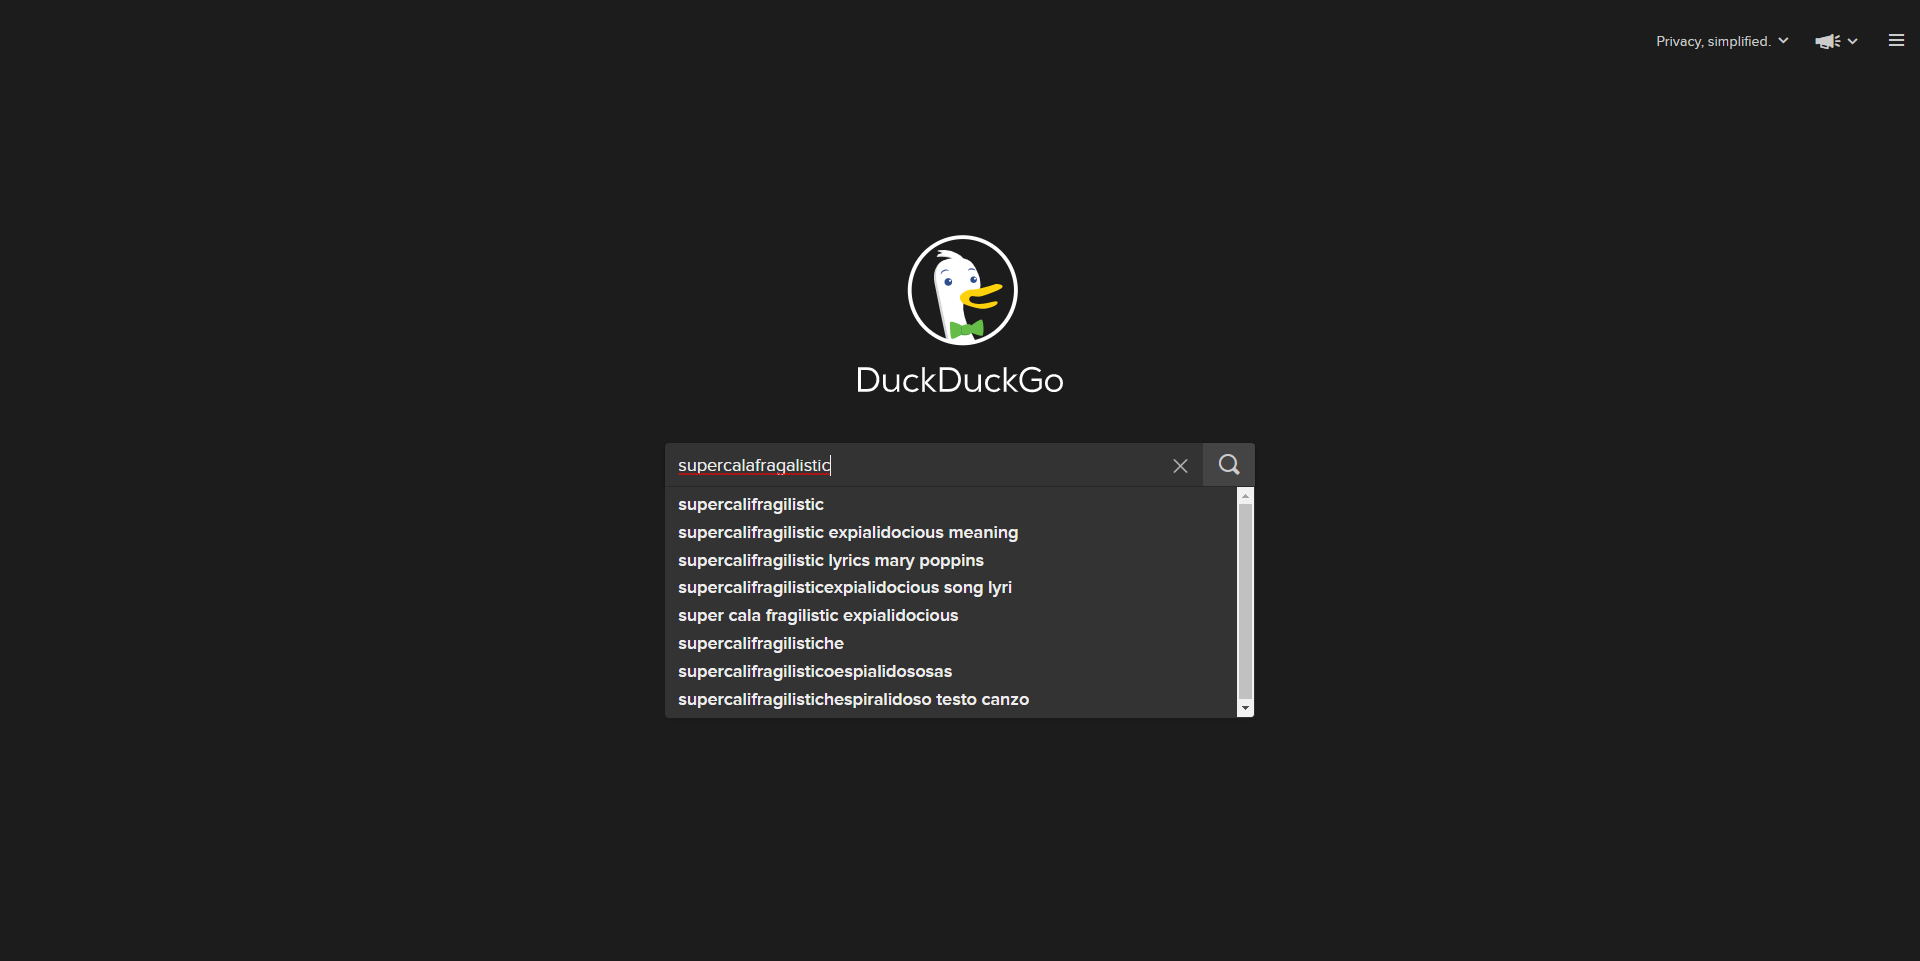 Privacy, simplified.
DuckDuckGo
supercalafragalistic
supercalifragilistic
supercalifragilistic expialidocious meaning
supercalifragilistic lyrics mary poppins
supercalifragilisticexpialidocious song lyri
super cala fragilistic expialidocious
supercalifragilistiche
supercalifragilisticoespialidososas
supercalifragilistichespiralidoso testo canzo